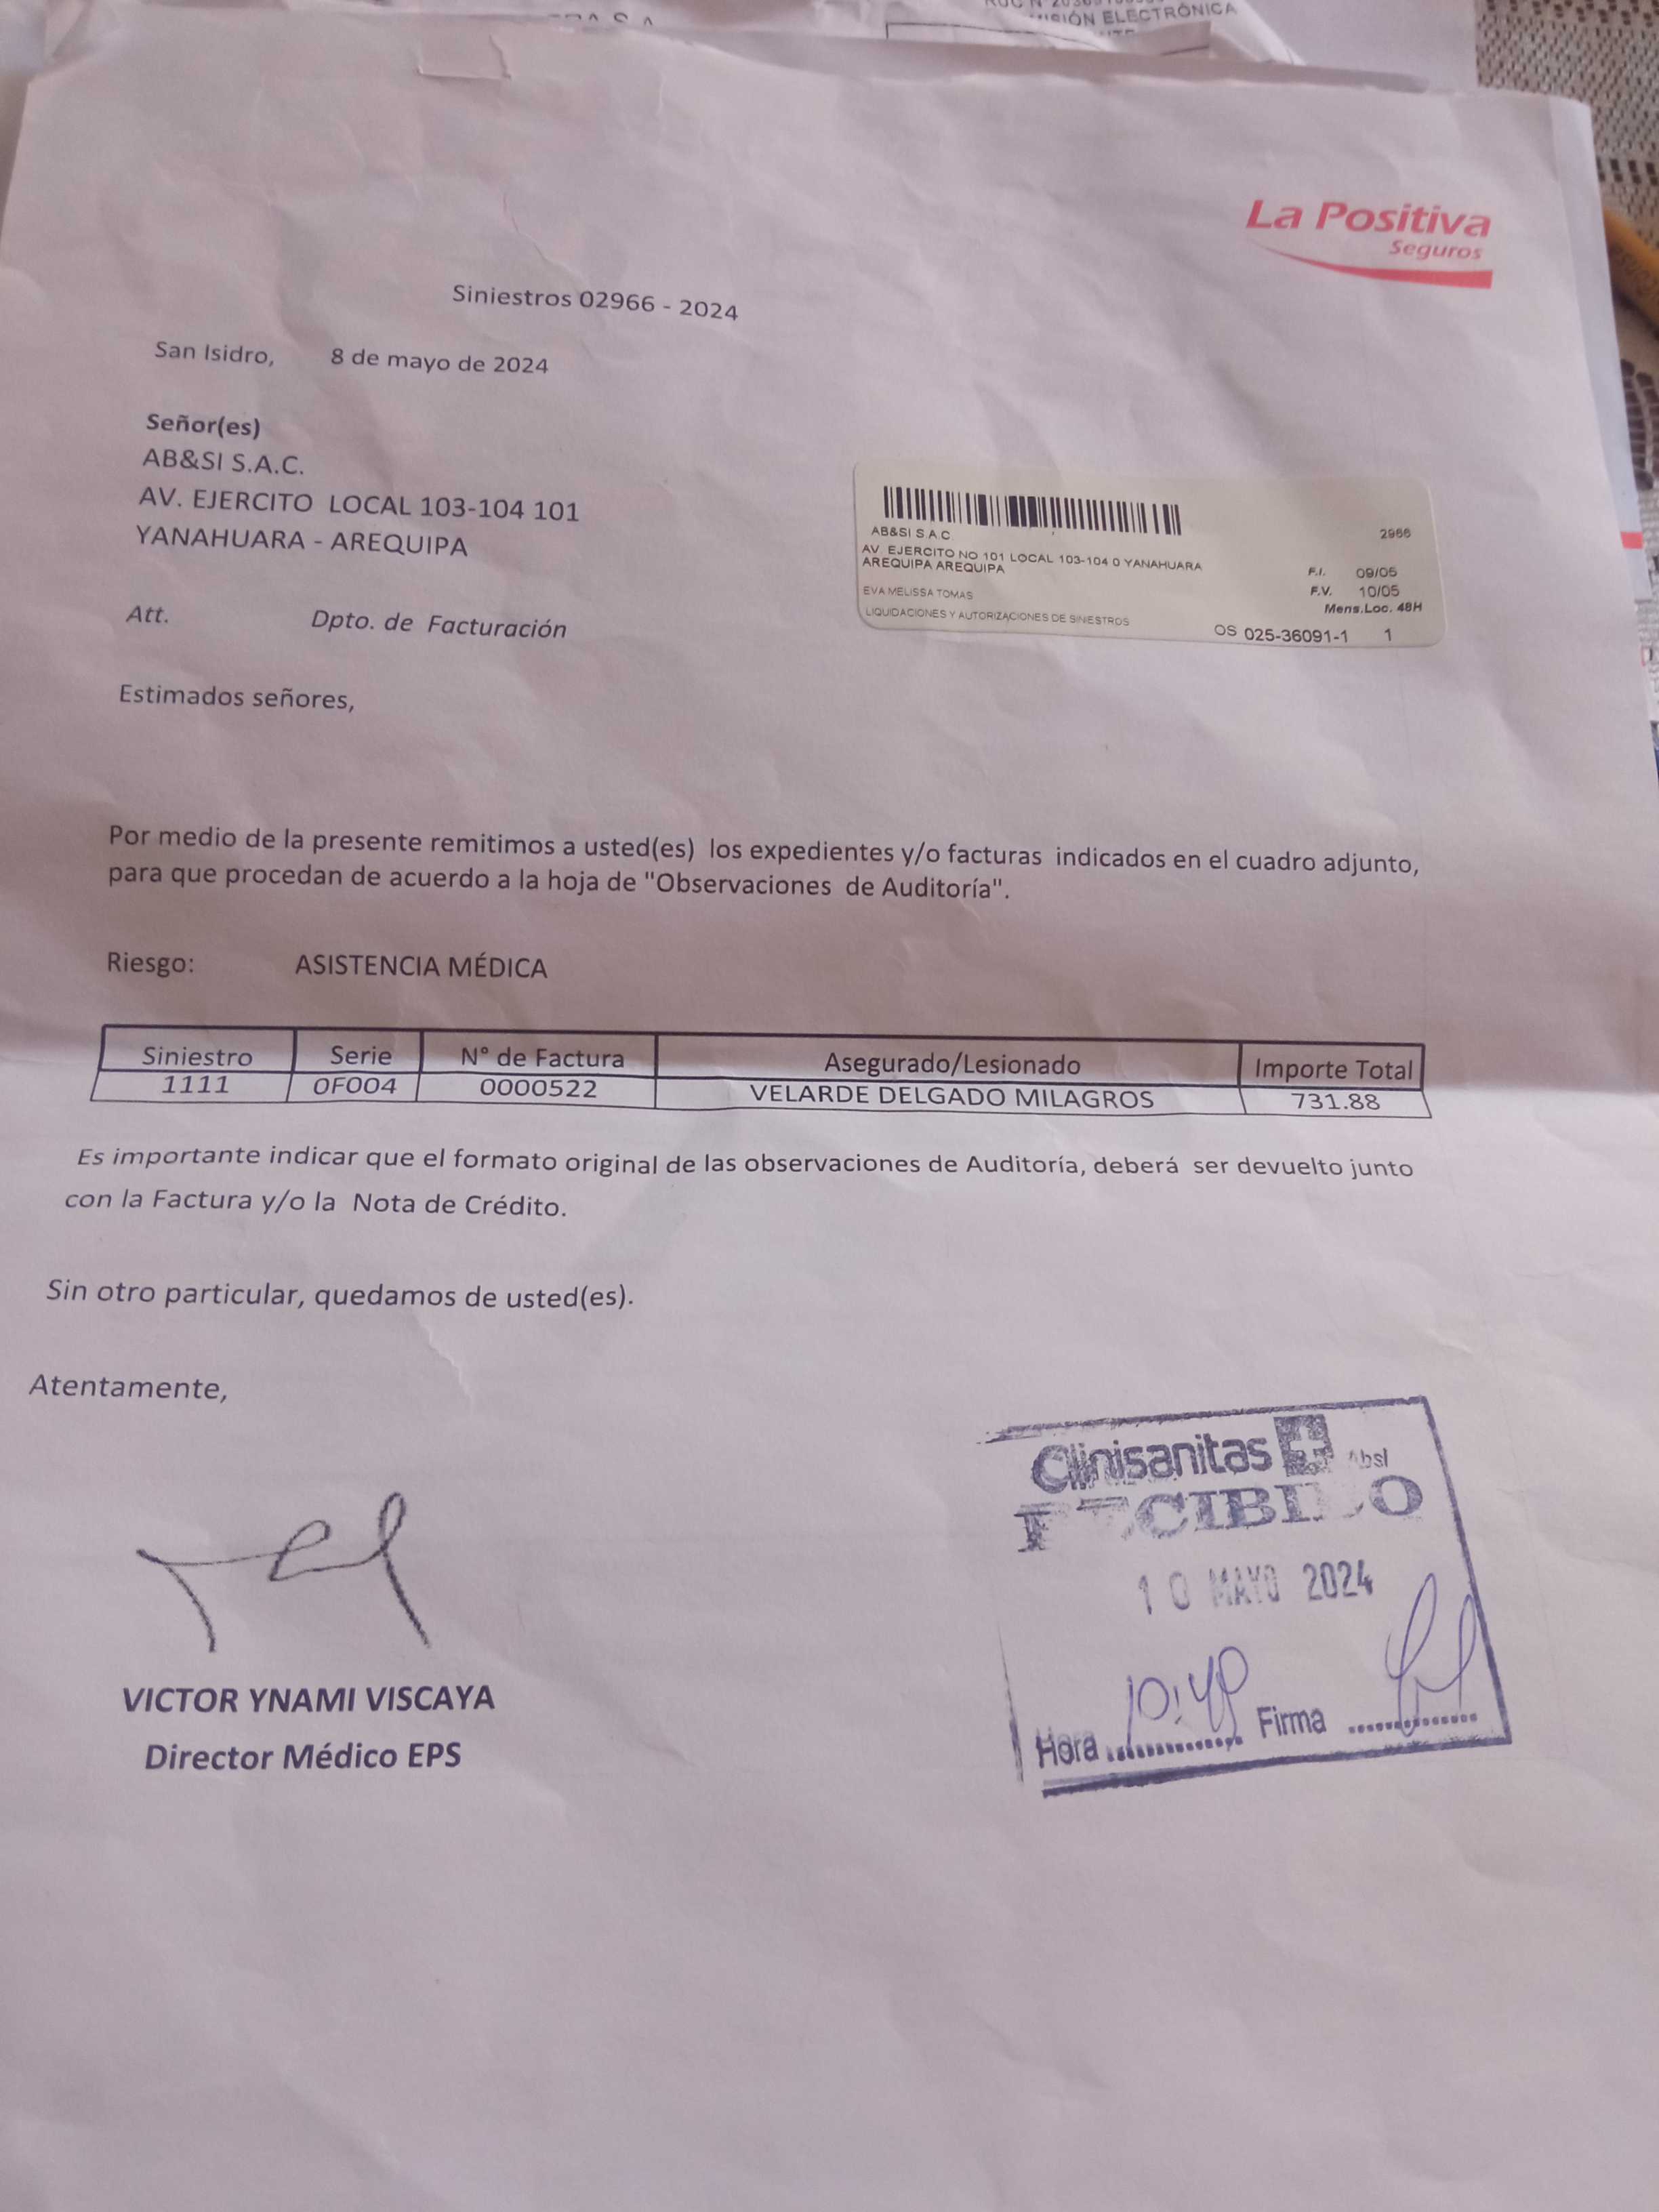 ISIÓN ELECTRÓNICA
La Positiva
Seguros
Siniestros 02966 - 2024
San Isidro, 8 de mayo de 2024
Señor(es)
AB&SI S.A.C.
AV. EJERCITO LOCAL 103-104 101
YANAHUARA - AREQUIPA
AB&SI S.A.C. 2966
AV. EJERCITO NO 101 LOCAL 103-104 0 YANAHUARA
AREQUIPA AREQUIPA
F.I. 09/05
F.V. 10/05
EVA MELISSA TOMAS
Mens.Loc. 48H
LIQUIDACIONES Y AUTORIZACIONES DE SINIESTROS
OS 025-36091-1 1
Att. Dpto. de Facturación
Estimados señores,
Por medio de la presente remitimos a usted(es) los expedientes y/o facturas indicados en el cuadro adjunto,
para que procedan de acuerdo a la hoja de "Observaciones de Auditoría".
Riesgo: ASISTENCIA MÉDICA
Siniestro Serie N° de Factura Asegurado/Lesionado Importe Total
1111 0F004 0000522 VELARDE DELGADO MILAGROS 731.88
Es importante indicar que el formato original de las observaciones de Auditoría, deberá ser devuelto junto
con la Factura y/o la Nota de Crédito.
Sin otro particular, quedamos de usted(es).
Atentamente,
VICTOR YNAMI VISCAYA
Director Médico EPS
Clinisanitas Absl
RECIBIDO
10 MAYO 2024
Hora 10:49 Firma